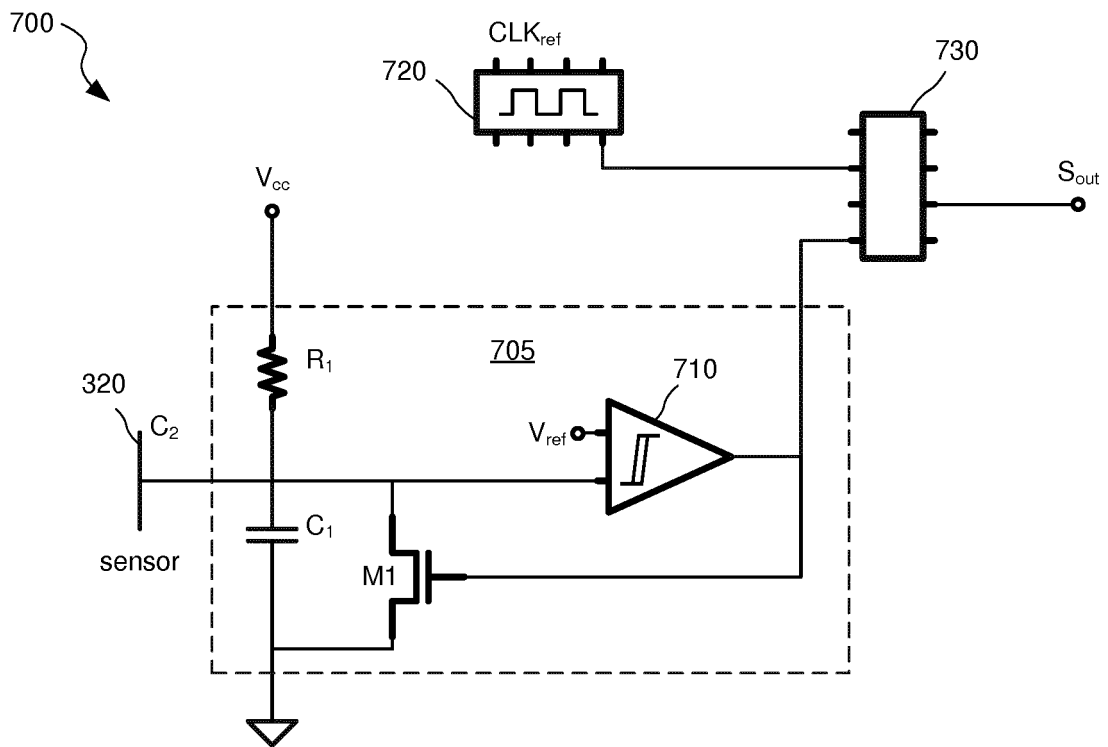 700
CLKref
720
730
Vcc
Sout
R1
705
710
320
C2
Vref
C1
sensor
M1